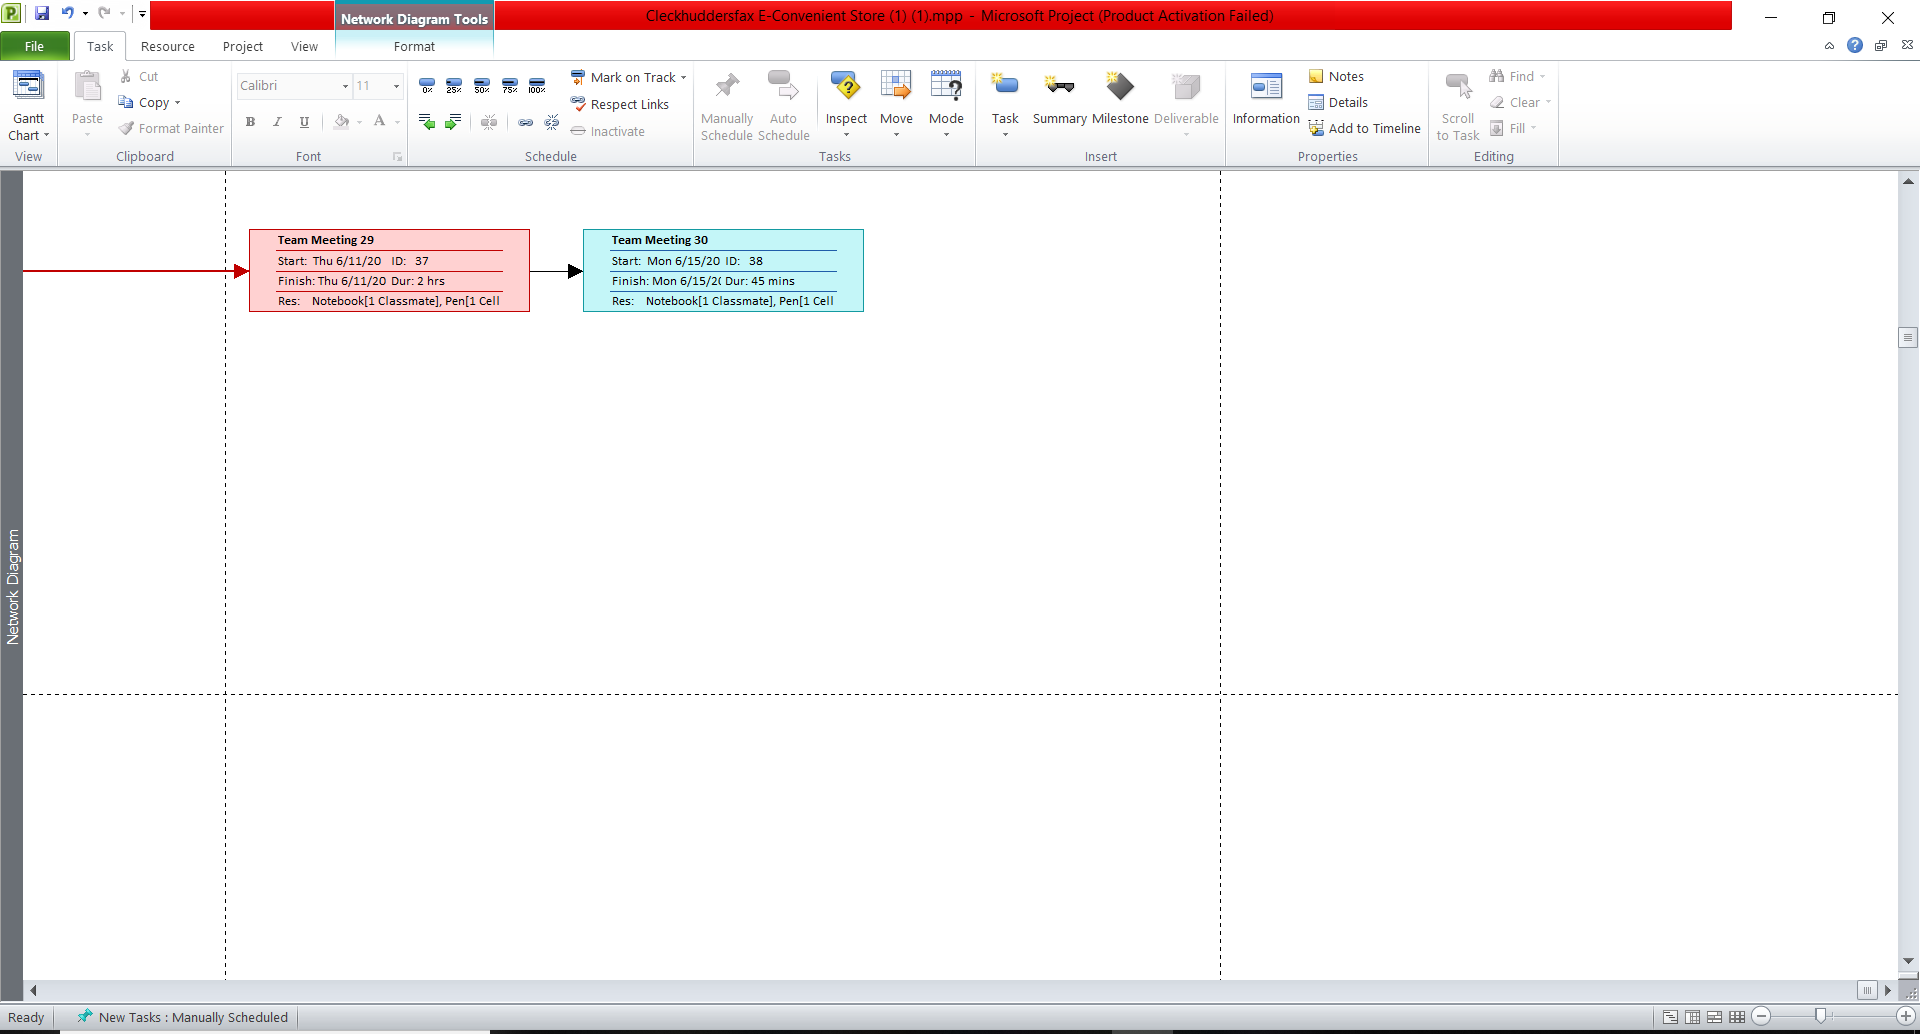 Network Diagram Tools
Cleckhuddersfax E-Convenient Store (1) (1).mpp - Microsoft Project (Product Activation Failed)
File Task Resource Project View Format
Gantt Chart
View
Paste
Cut
Copy
Format Painter
Clipboard
Calibri 11
B I U A
Font
0% 25% 50% 75% 100%
Mark on Track
Respect Links
Inactivate
Schedule
Manually Schedule
Auto Schedule
Inspect Move Mode
Tasks
Task Summary Milestone Deliverable
Insert
Information
Notes
Details
Add to Timeline
Properties
Scroll to Task
Find
Clear
Fill
Editing
Network Diagram
Team Meeting 29
Start: Thu 6/11/20 ID: 37
Finish: Thu 6/11/20 Dur: 2 hrs
Res: Notebook[1 Classmate], Pen[1 Cell
Team Meeting 30
Start: Mon 6/15/20 ID: 38
Finish: Mon 6/15/2( Dur: 45 mins
Res: Notebook[1 Classmate], Pen[1 Cell
Ready New Tasks : Manually Scheduled